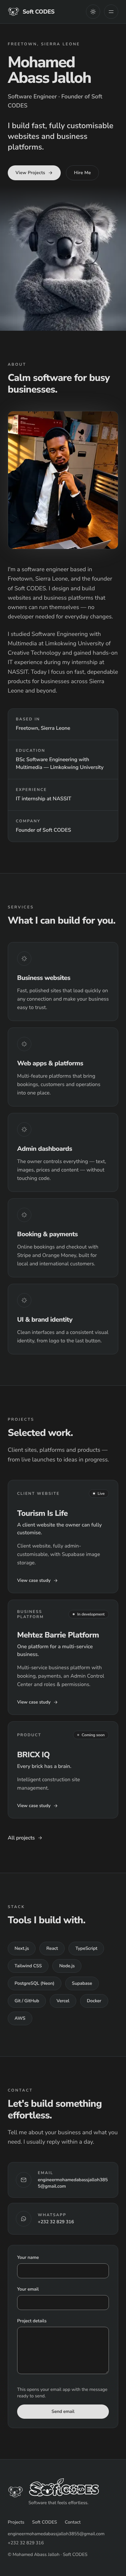 Soft CODES
FREETOWN, SIERRA LEONE
Mohamed
Abass Jalloh
Software Engineer · Founder of Soft
CODES
I build fast, fully customisable
websites and business
platforms.
View Projects →
Hire Me
ABOUT
Calm software for busy
businesses.
I'm a software engineer based in
Freetown, Sierra Leone, and the founder
of Soft CODES. I design and build
websites and business platforms that
owners can run themselves — no
developer needed for everyday changes.
I studied Software Engineering with
Multimedia at Limkokwing University of
Creative Technology and gained hands-on
IT experience during my internship at
NASSIT. Today I focus on fast, dependable
products for businesses across Sierra
Leone and beyond.
BASED IN
Freetown, Sierra Leone
EDUCATION
BSc Software Engineering with
Multimedia — Limkokwing University
EXPERIENCE
IT internship at NASSIT
COMPANY
Founder of Soft CODES
SERVICES
What I can build for you.
Business websites
Fast, polished sites that load quickly on
any connection and make your business
easy to trust.
Web apps & platforms
Multi-feature platforms that bring
bookings, customers and operations
into one place.
Admin dashboards
The owner controls everything — text,
images, prices and content — without
touching code.
Booking & payments
Online bookings and checkout with
Stripe and Orange Money, built for
local and international customers.
UI & brand identity
Clean interfaces and a consistent visual
identity, from logo to the last button.
PROJECTS
Selected work.
Client sites, platforms and products —
from live launches to ideas in progress.
CLIENT WEBSITE
Live
Tourism Is Life
A client website the owner can fully
customise.
Client website, fully admin-
customisable, with Supabase image
storage.
View case study →
BUSINESS
PLATFORM
In development
Mehtez Barrie Platform
One platform for a multi-service
business.
Multi-service business platform with
booking, payments, an Admin Control
Center and roles & permissions.
View case study →
PRODUCT
Coming soon
BRICX IQ
Every brick has a brain.
Intelligent construction site
management.
View case study →
All projects →
STACK
Tools I build with.
Next.js
React
TypeScript
Tailwind CSS
Node.js
PostgreSQL (Neon)
Supabase
Git / GitHub
Vercel
Docker
AWS
CONTACT
Let's build something
effortless.
Tell me about your business and what you
need. I usually reply within a day.
EMAIL
engineermohamedabassjalloh385
5@gmail.com
WHATSAPP
+232 32 829 316
Your name
Your email
Project details
This opens your email app with the message
ready to send.
Send email
Soft CODES
Software that feels effortless.
Projects
Soft CODES
Contact
engineermohamedabassjalloh3855@gmail.com
+232 32 829 316
© Mohamed Abass Jalloh · Soft CODES